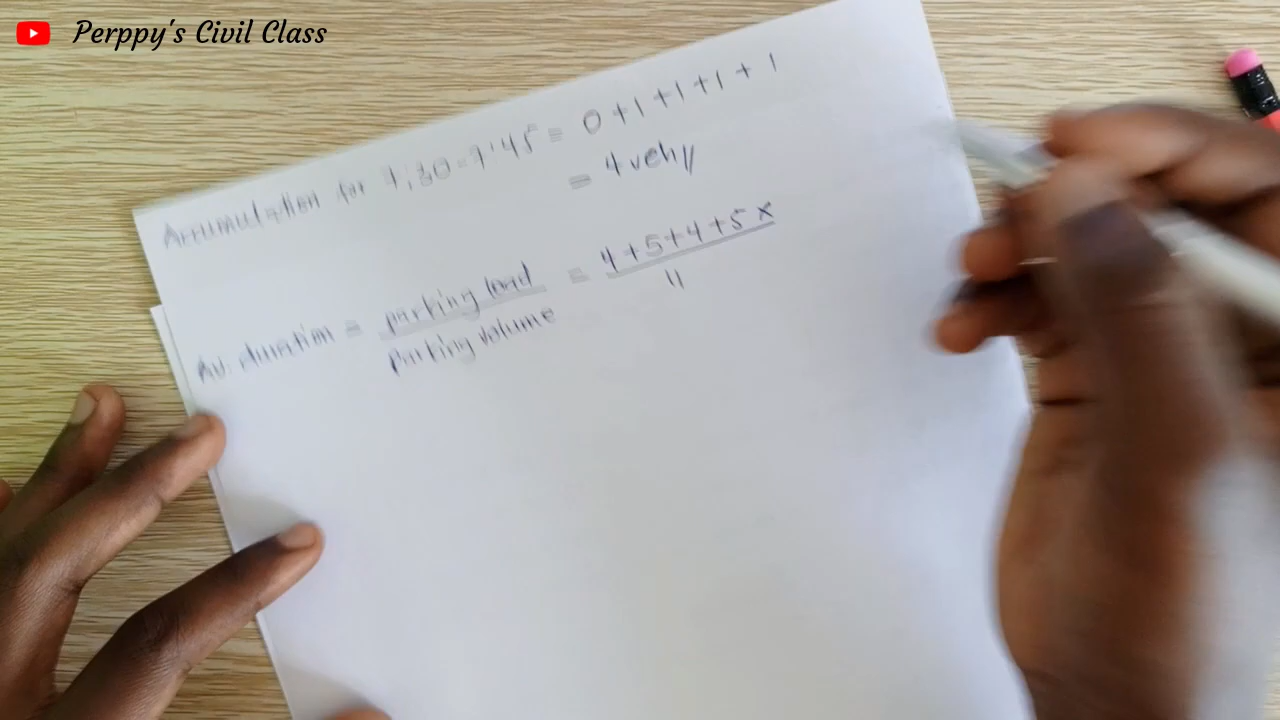 Perppy's Civil Class
Accumulation for 7:30-7:45 = 0+1+1+1+1
= 4 veh//
Av. duration = parking load = 4+5+4+5 x
parking volume 11